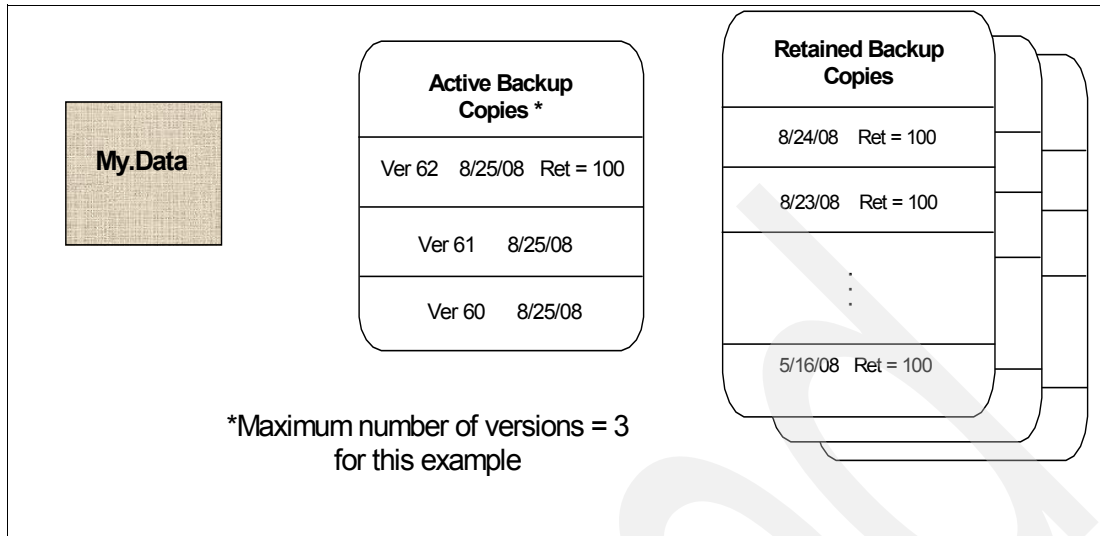 My.Data
Active Backup
Copies *
Ver 62 8/25/08 Ret = 100
Ver 61 8/25/08
Ver 60 8/25/08
*Maximum number of versions = 3
for this example
Retained Backup
Copies
8/24/08 Ret = 100
8/23/08 Ret = 100
.
.
.
5/16/08 Ret = 100